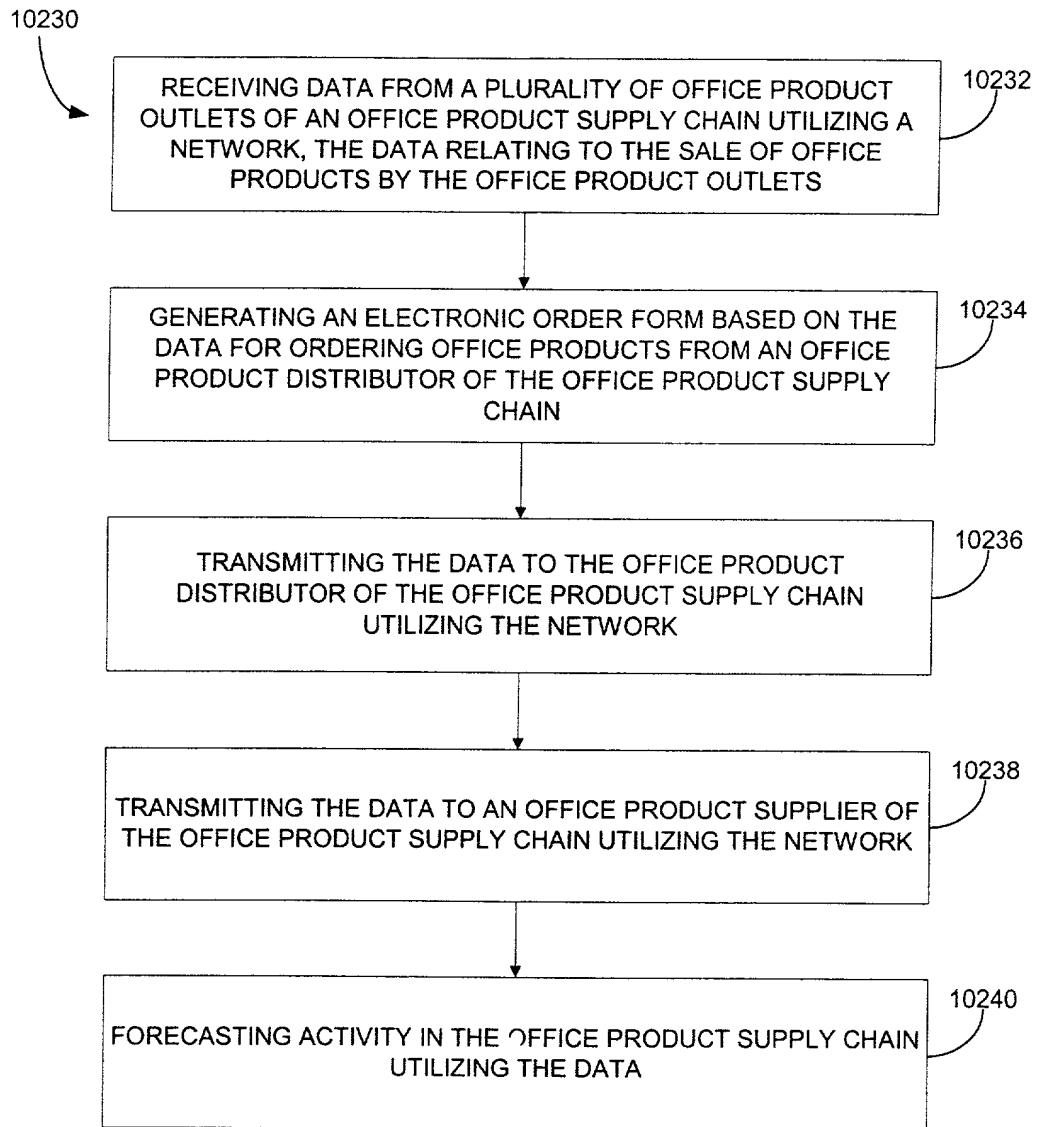 10230
RECEIVING DATA FROM A PLURALITY OF OFFICE PRODUCT
OUTLETS OF AN OFFICE PRODUCT SUPPLY CHAIN UTILIZING A
NETWORK, THE DATA RELATING TO THE SALE OF OFFICE
PRODUCTS BY THE OFFICE PRODUCT OUTLETS
10232
GENERATING AN ELECTRONIC ORDER FORM BASED ON THE
DATA FOR ORDERING OFFICE PRODUCTS FROM AN OFFICE
PRODUCT DISTRIBUTOR OF THE OFFICE PRODUCT SUPPLY
CHAIN
10234
TRANSMITTING THE DATA TO THE OFFICE PRODUCT
DISTRIBUTOR OF THE OFFICE PRODUCT SUPPLY CHAIN
UTILIZING THE NETWORK
10236
TRANSMITTING THE DATA TO AN OFFICE PRODUCT SUPPLIER OF
THE OFFICE PRODUCT SUPPLY CHAIN UTILIZING THE NETWORK
10238
FORECASTING ACTIVITY IN THE OFFICE PRODUCT SUPPLY CHAIN
UTILIZING THE DATA
10240